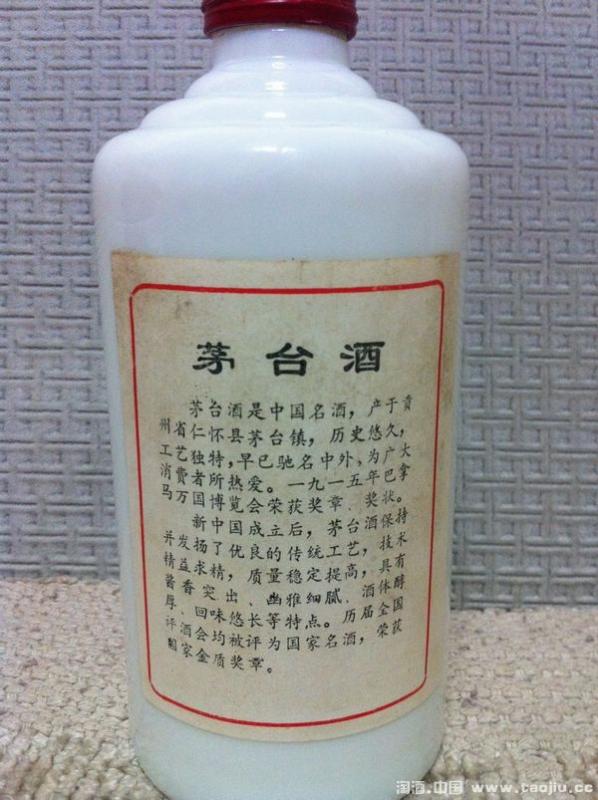 茅台酒
茅台酒是中国名酒，产于贵
州省仁怀县茅台镇，历史悠久，
工艺独特，早已驰名中外，为广大
消费者所热爱。一九一五年巴拿
马万国博览会荣获奖章、奖状。
新中国成立后，茅台酒保持
并发扬了优良的传统工艺，技术
精益求精，质量稳定提高，具有
酱香突出、幽雅细腻、酒体醇
厚、回味悠长等特点。历届全国
评酒会均被评为国家名酒，荣获
国家金质奖章。
淘酒.中国 www.caojiu.cc